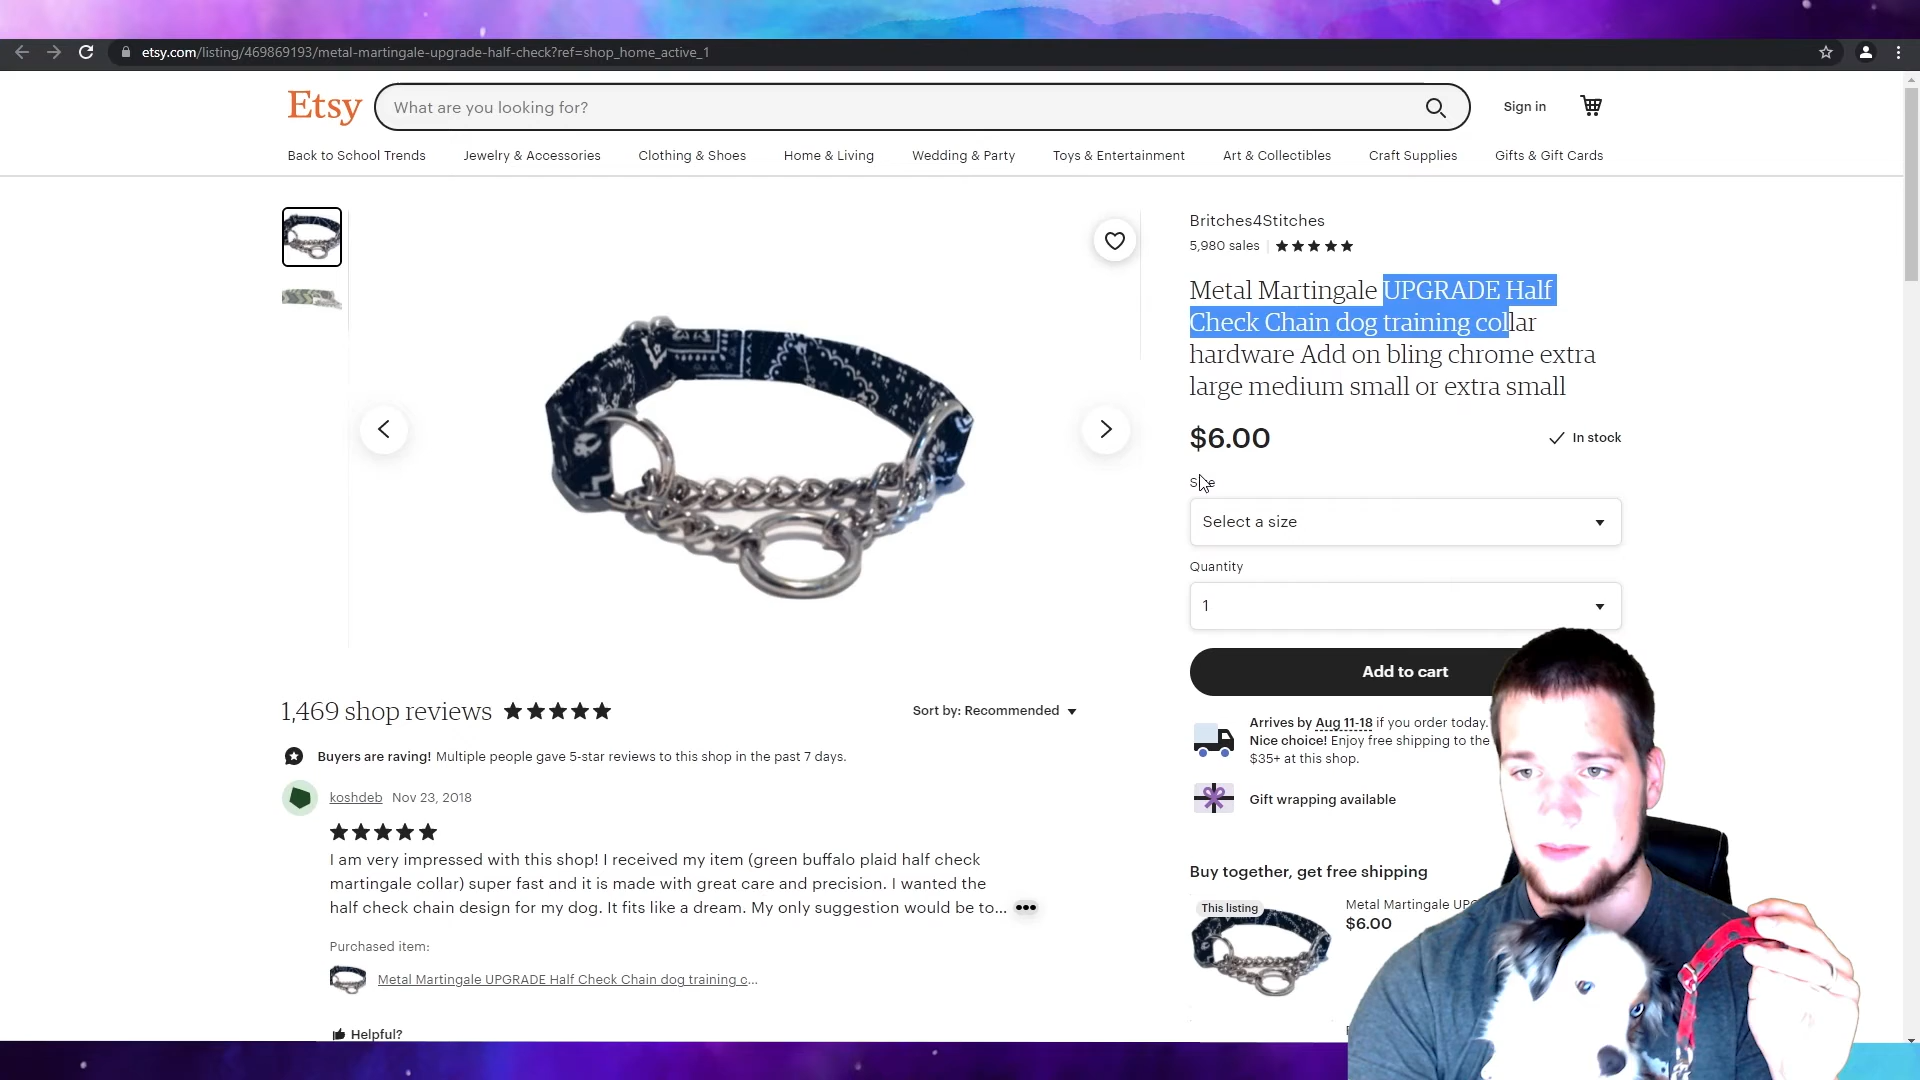 etsy.com/listing/469869193/metal-martingale-upgrade-half-check?ref=shop_home_active_1
Etsy
What are you looking for?
Sign in
Back to School Trends
Jewelry & Accessories
Clothing & Shoes
Home & Living
Wedding & Party
Toys & Entertainment
Art & Collectibles
Craft Supplies
Gifts & Gift Cards
Britches4Stitches
5,980 sales
Metal Martingale UPGRADE Half
Check Chain dog training collar
hardware Add on bling chrome extra
large medium small or extra small
$6.00
In stock
Size
Select a size
Quantity
1
Add to cart
Arrives by Aug 11-18 if you order today.
Nice choice! Enjoy free shipping to the
$35+ at this shop.
Gift wrapping available
Buy together, get free shipping
This listing
Metal Martingale
$6.00
1,469 shop reviews
Sort by: Recommended
Buyers are raving! Multiple people gave 5-star reviews to this shop in the past 7 days.
koshdeb Nov 23, 2018
I am very impressed with this shop! I received my item (green buffalo plaid half check
martingale collar) super fast and it is made with great care and precision. I wanted the
half check chain design for my dog. It fits like a dream. My only suggestion would be to...
Purchased item:
Metal Martingale UPGRADE Half Check Chain dog training c...
Helpful?